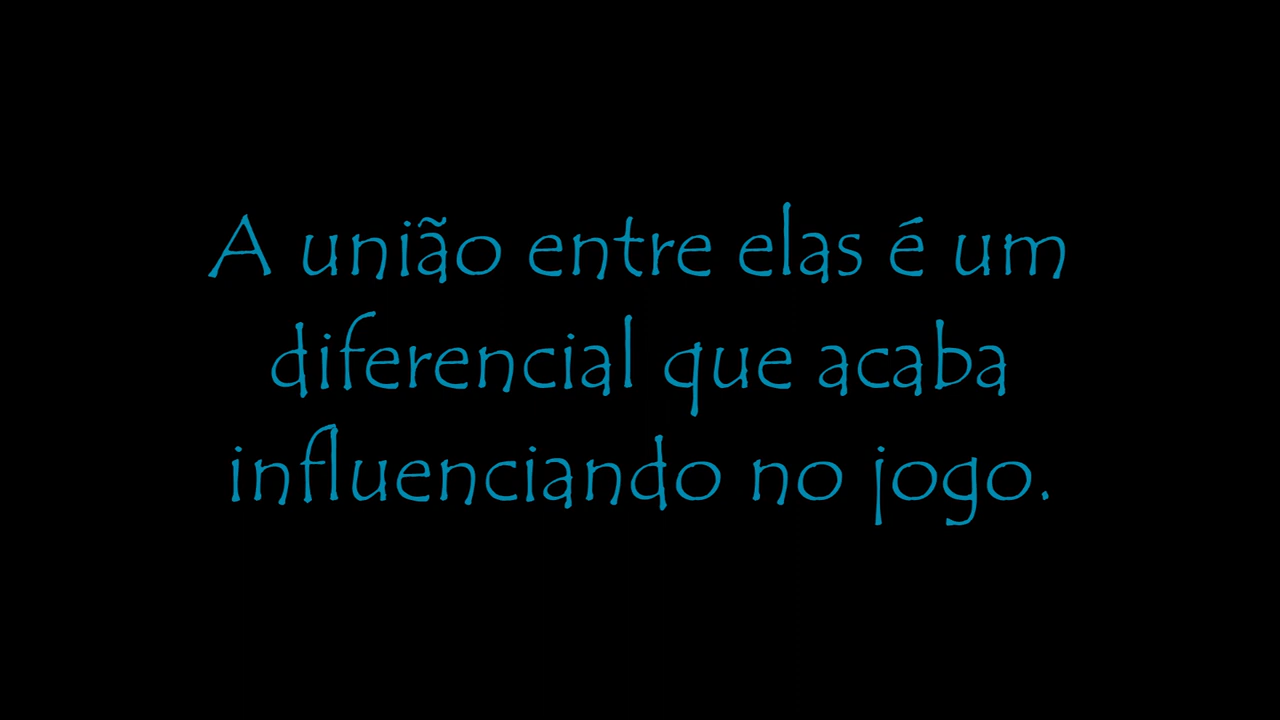 A união entre elas é um
diferencial que acaba
influenciando no jogo.